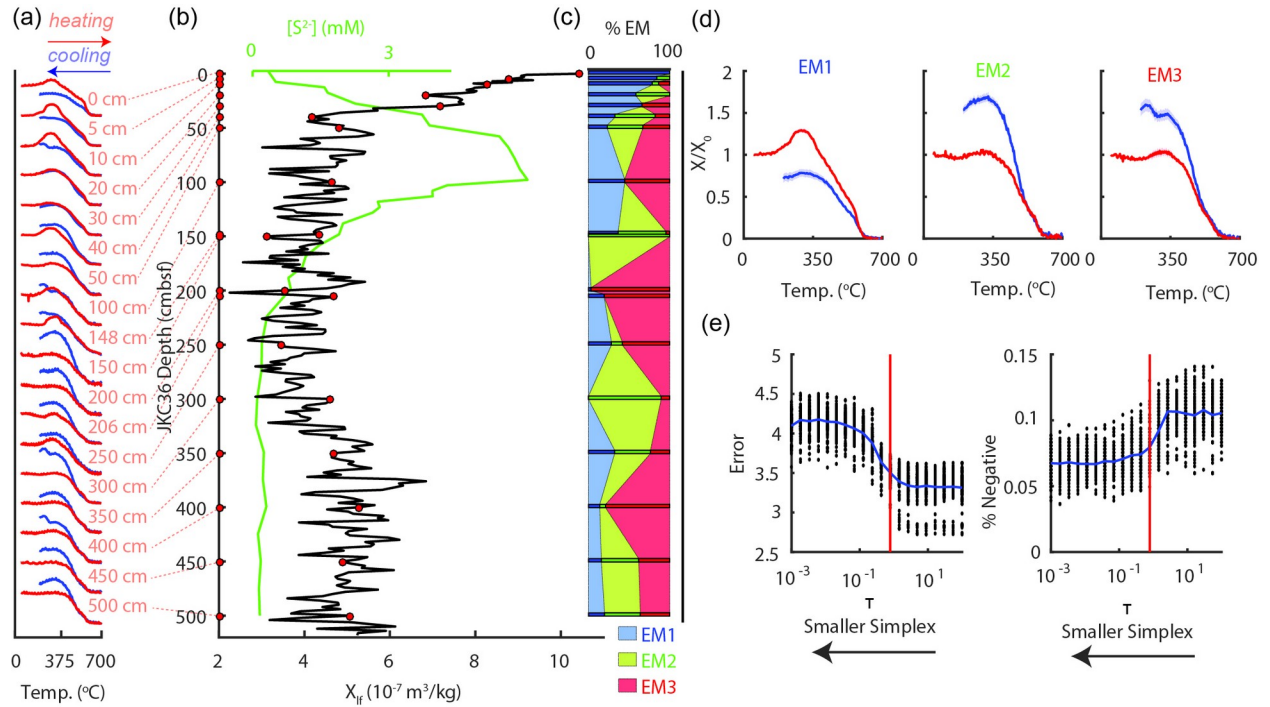 (a)
heating
cooling
0 cm
5 cm
10 cm
20 cm
30 cm
40 cm
50 cm
100 cm
148 cm
150 cm
200 cm
206 cm
250 cm
300 cm
350 cm
400 cm
450 cm
500 cm
0 375 700
Temp. (°C)
(b)
[S²⁻] (mM)
0 3
JKC36 Depth (cmbsf)
0
50
100
150
200
250
300
350
400
450
500
3 6
2 4 6 8 10
X_lf (10⁻⁷ m³/kg)
(c)
% EM
0 100
EM1
EM2
EM3
(d)
EM1 EM2 EM3
X/X₀
2
1.5
1
0.5
0
0 350 700
0 350 700
0 350 700
Temp. (°C) Temp. (°C) Temp. (°C)
(e)
Error
5
4.5
4
3.5
3
2.5
10⁻³ 10⁻¹ 10¹
T
Smaller Simplex
% Negative
0.15
0.1
0.05
0
10⁻³ 10⁻¹ 10¹
T
Smaller Simplex